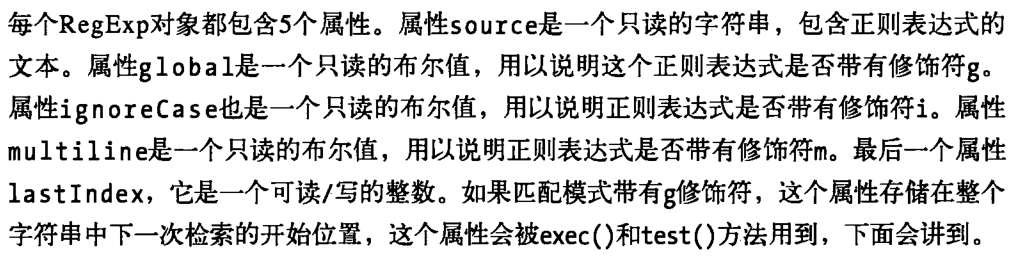 每个RegExp对象都包含5个属性。属性source是一个只读的字符串，包含正则表达式的
文本。属性global是一个只读的布尔值，用以说明这个正则表达式是否带有修饰符g。
属性ignoreCase也是一个只读的布尔值，用以说明正则表达式是否带有修饰符i。属性
multiline是一个只读的布尔值，用以说明正则表达式是否带有修饰符m。最后一个属性
lastIndex，它是一个可读/写的整数。如果匹配模式带有g修饰符，这个属性存储在整个
字符串中下一次检索的开始位置，这个属性会被exec()和test()方法用到，下面会讲到。